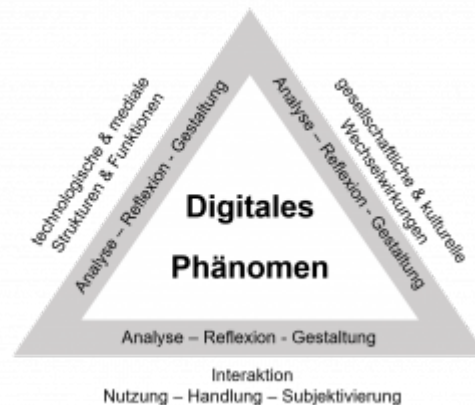 technologische & mediale
Strukturen & Funktionen
Analyse – Reflexion - Gestaltung
gesellschaftliche & kulturelle
Wechselwirkungen
Analyse – Reflexion - Gestaltung
Digitales
Phänomen
Analyse – Reflexion - Gestaltung
Interaktion
Nutzung – Handlung – Subjektivierung